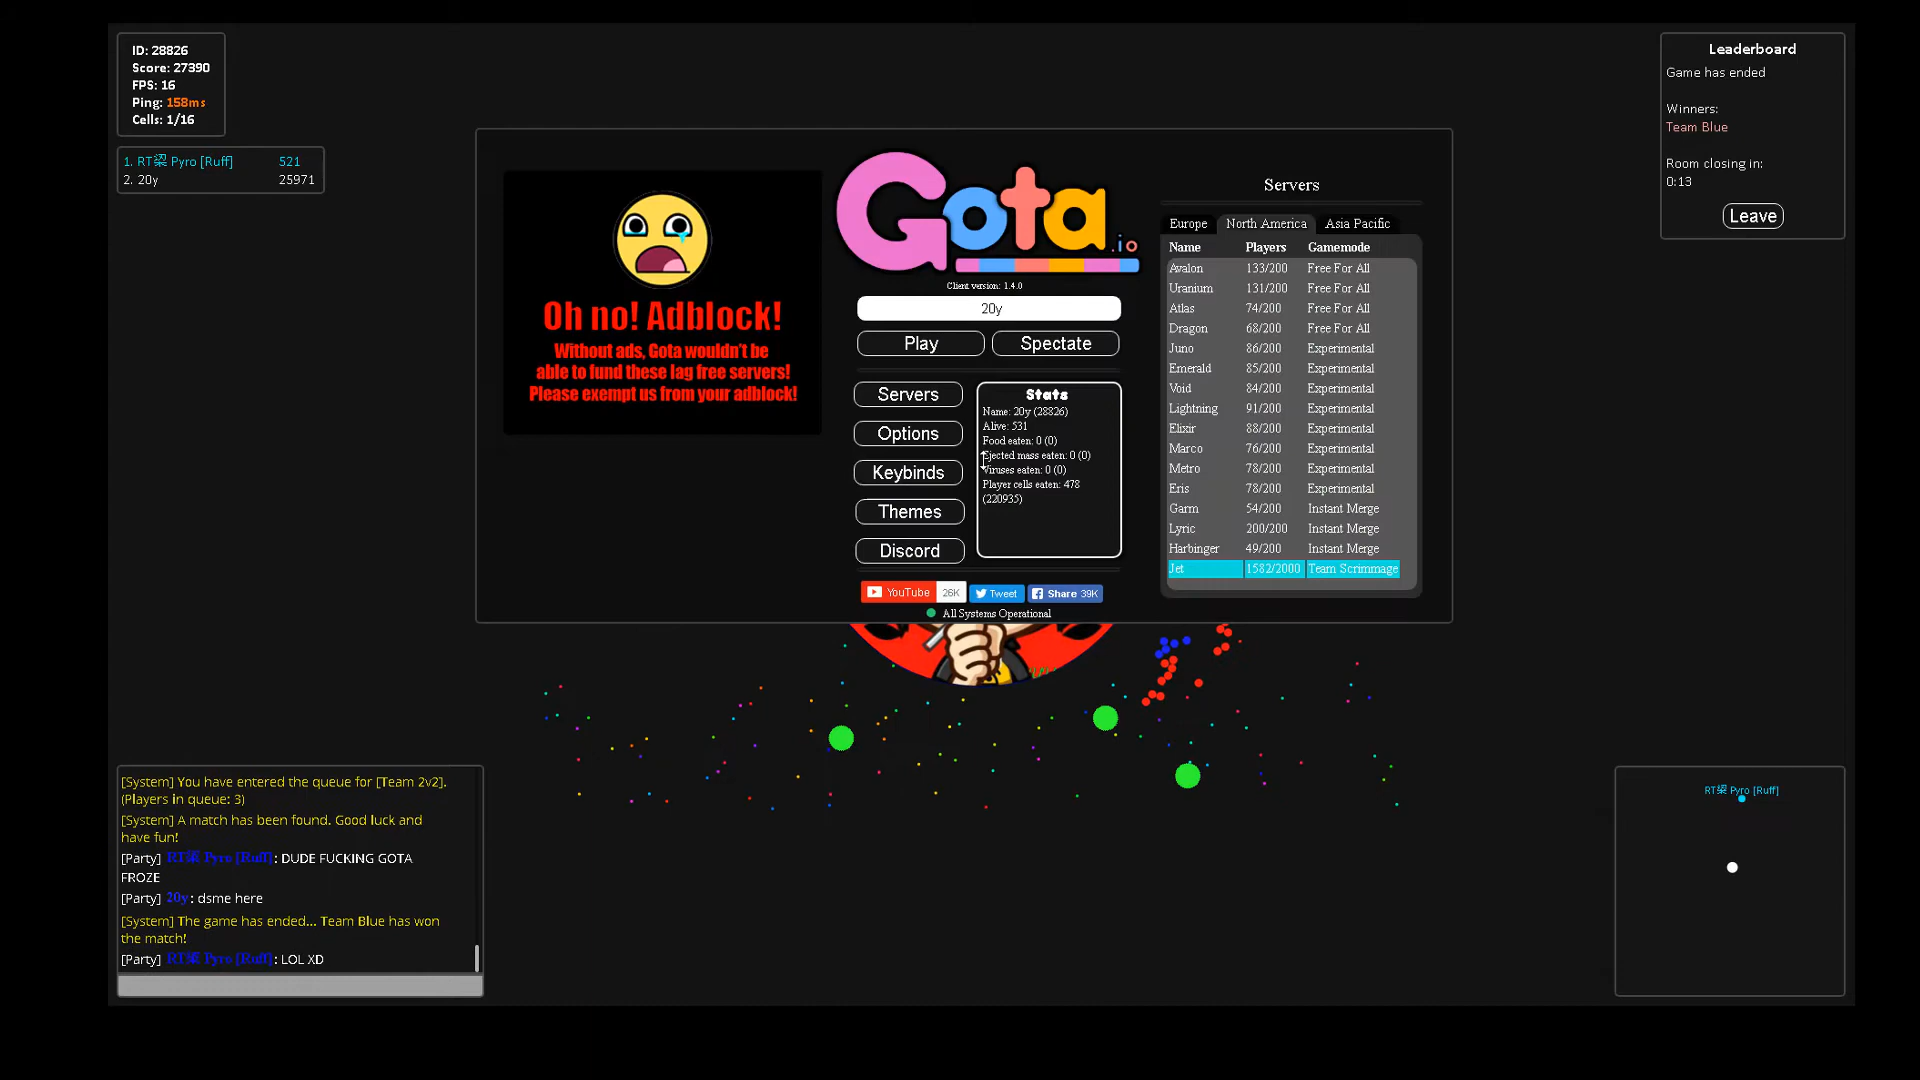 ID: 28826
Score: 27390
FPS: 16
Ping: 158ms
Cells: 1/16
1. RT梁 Pyro [Ruff] 521
2. 20y 25971
Oh no! Adblock!
Without ads, Gota wouldn't be
able to fund these lag free servers!
Please exempt us from your adblock!
Gota.io
Client version: 1.4.0
20y
Play Spectate
Servers
Options
Keybinds
Themes
Discord
Stats
Name: 20y (28826)
Alive: 531
Food eaten: 0 (0)
Ejected mass eaten: 0 (0)
Viruses eaten: 0 (0)
Player cells eaten: 478
(220935)
YouTube 26K Tweet Share 39K
All Systems Operational
Servers
Europe North America Asia Pacific
Name Players Gamemode
Avalon 133/200 Free For All
Uranium 131/200 Free For All
Atlas 74/200 Free For All
Dragon 68/200 Free For All
Juno 86/200 Experimental
Emerald 85/200 Experimental
Void 84/200 Experimental
Lightning 91/200 Experimental
Elixir 88/200 Experimental
Marco 76/200 Experimental
Metro 78/200 Experimental
Eris 78/200 Experimental
Garm 54/200 Instant Merge
Lyric 200/200 Instant Merge
Harbinger 49/200 Instant Merge
Jet 1582/2000 Team Scrimmage
Leaderboard
Game has ended
Winners:
Team Blue
Room closing in:
0:13
Leave
[System] You have entered the queue for [Team 2v2].
(Players in queue: 3)
[System] A match has been found. Good luck and
have fun!
[Party] RT梁 Pyro [Ruff]: DUDE FUCKING GOTA
FROZE
[Party] 20y: dsme here
[System] The game has ended... Team Blue has won
the match!
[Party] RT梁 Pyro [Ruff]: LOL XD
RT梁 Pyro [Ruff]